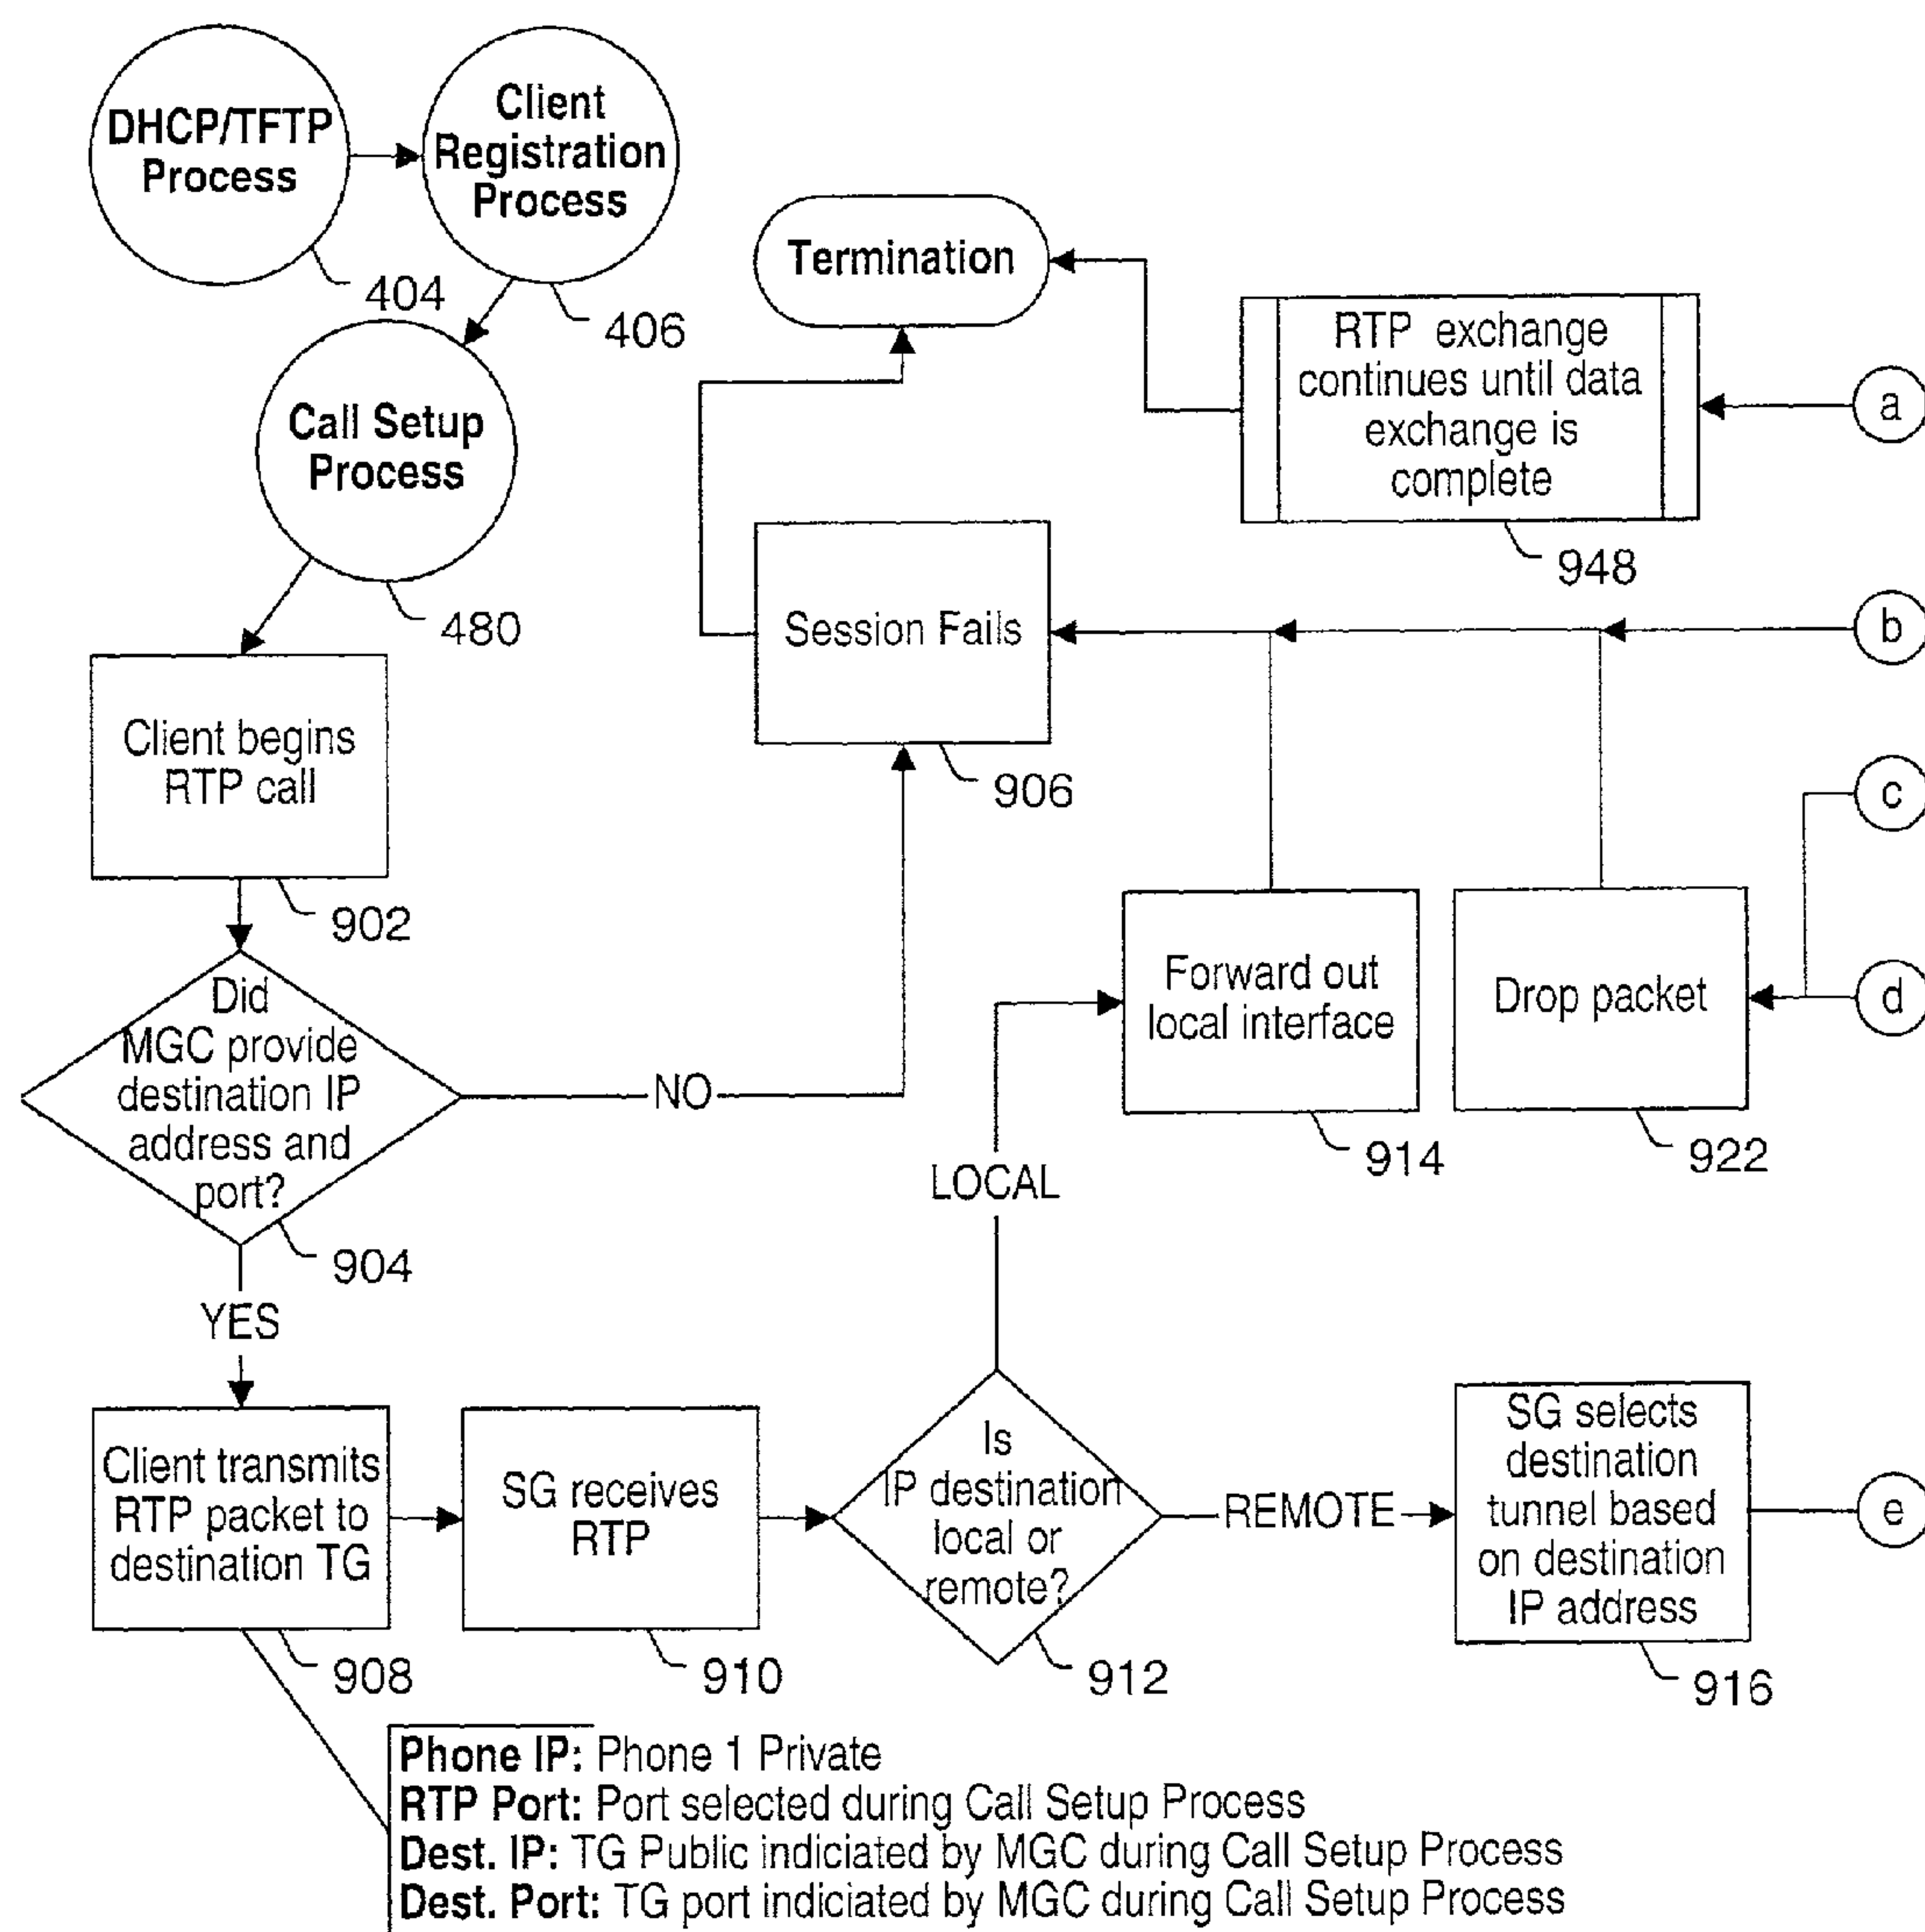 DHCP/TFTP
Process
404
Client
Registration
Process
406
Call Setup
Process
480
Termination
RTP exchange
continues until data
exchange is
complete
948
a
Client begins
RTP call
902
Session Fails
906
b
c
Did
MGC provide
destination IP
address and
port?
904
NO
YES
Forward out
local interface
914
Drop packet
922
d
LOCAL
Client transmits
RTP packet to
destination TG
908
SG receives
RTP
910
Is
IP destination
local or
remote?
912
REMOTE
SG selects
destination
tunnel based
on destination
IP address
916
e
Phone IP: Phone 1 Private
RTP Port: Port selected during Call Setup Process
Dest. IP: TG Public indiciated by MGC during Call Setup Process
Dest. Port: TG port indiciated by MGC during Call Setup Process